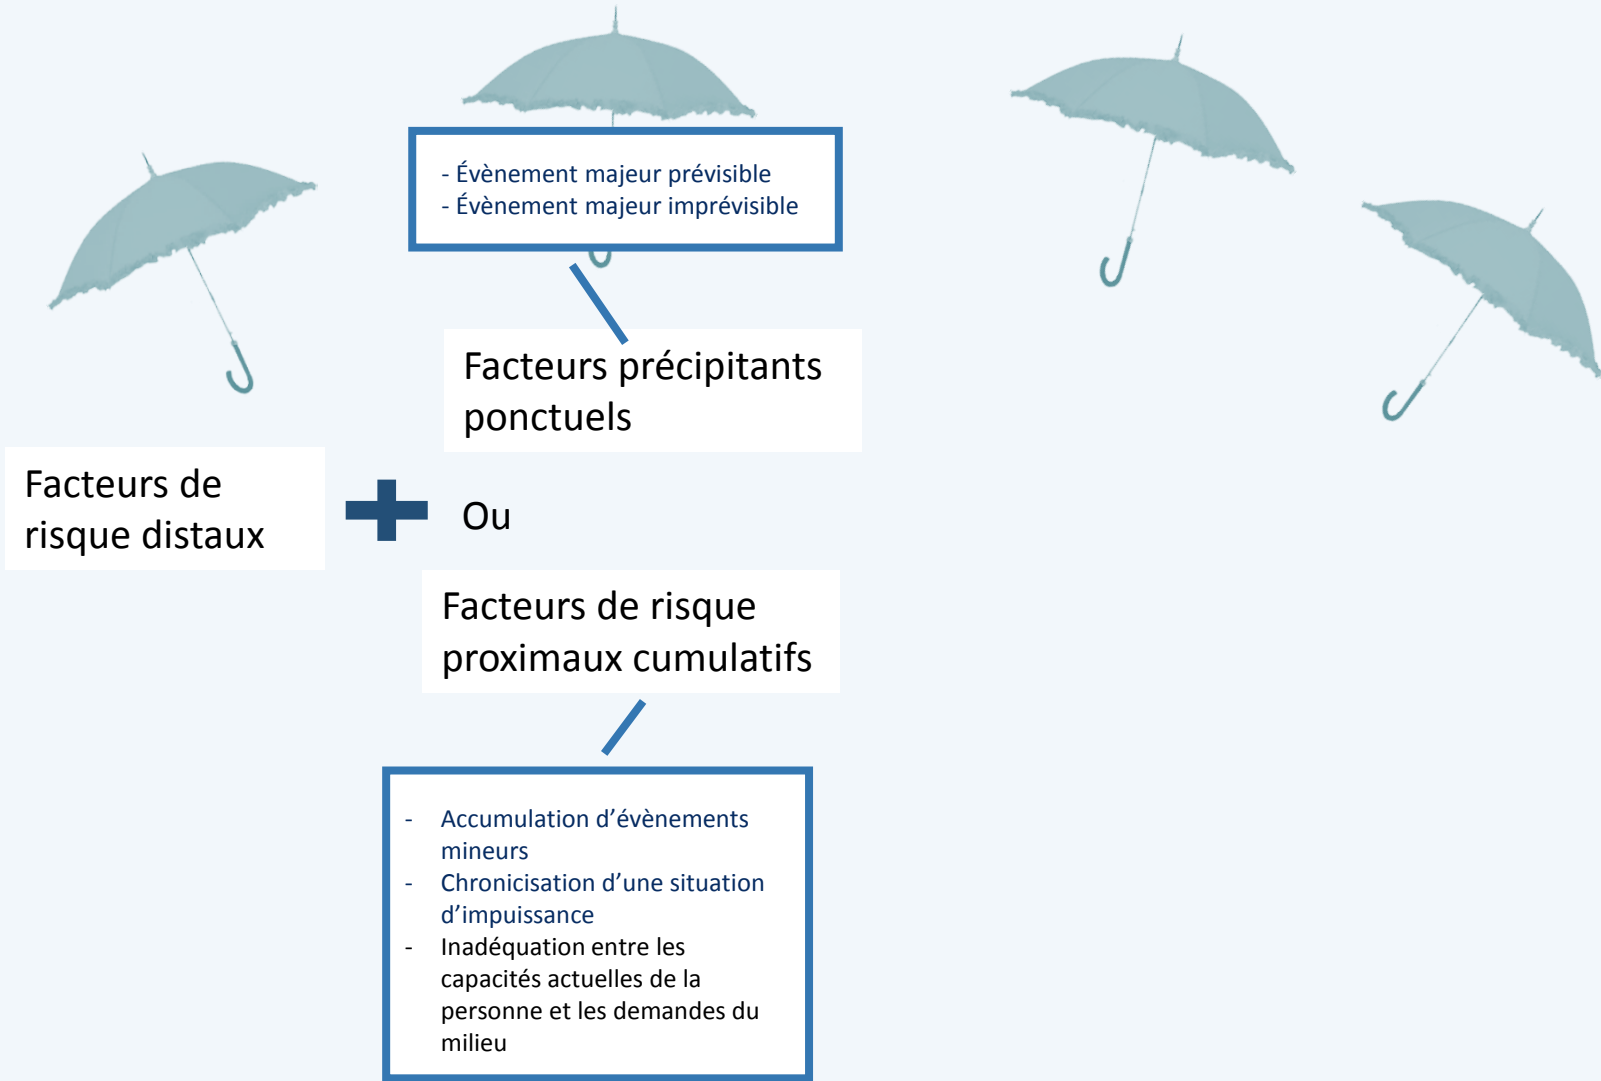 - Évènement majeur prévisible
- Évènement majeur imprévisible
Facteurs précipitants
ponctuels
Facteurs de
risque distaux
Ou
Facteurs de risque
proximaux cumulatifs
- Accumulation d’évènements
mineurs
- Chronicisation d’une situation
d’impuissance
- Inadéquation entre les
capacités actuelles de la
personne et les demandes du
milieu